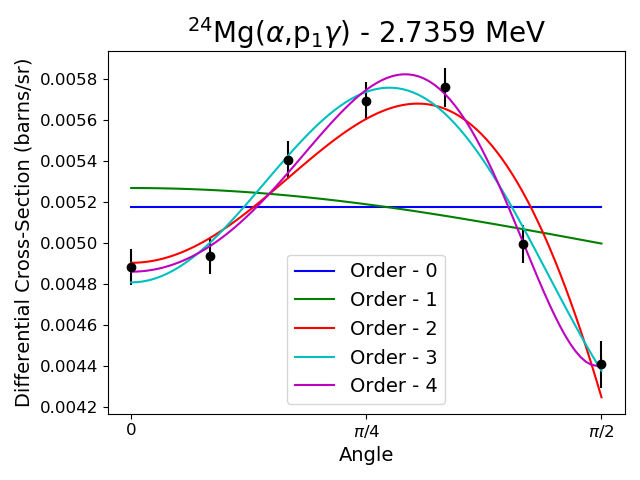 ²⁴Mg(α,p₁γ) - 2.7359 MeV
Differential Cross-Section (barns/sr)
0.0058
0.0056
0.0054
0.0052
0.0050
0.0048
0.0046
0.0044
0.0042
Order - 0
Order - 1
Order - 2
Order - 3
Order - 4
0
π/4
π/2
Angle